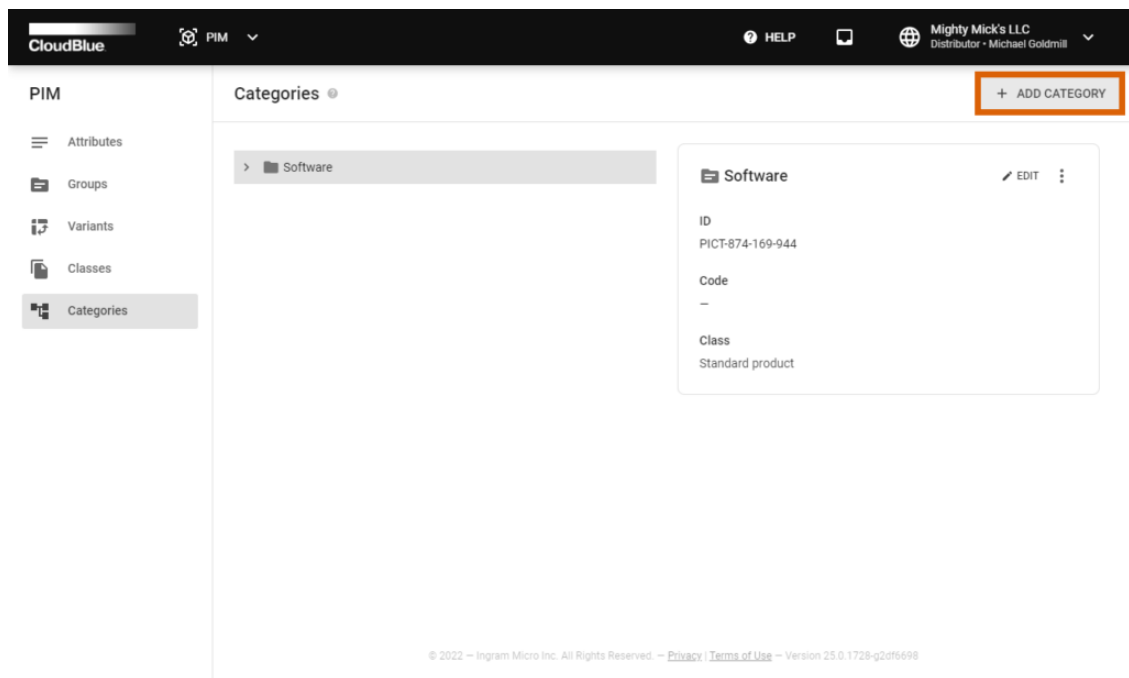 CloudBlue PIM HELP Mighty Mick's LLC
Distributor • Michael Goldmill
PIM
Categories
+ ADD CATEGORY
Attributes
Groups
Variants
Classes
Categories
Software
Software
EDIT
ID
PICT-874-169-944
Code
—
Class
Standard product
© 2022 — Ingram Micro Inc. All Rights Reserved. — Privacy | Terms of Use — Version 25.0.1728-g2df6698